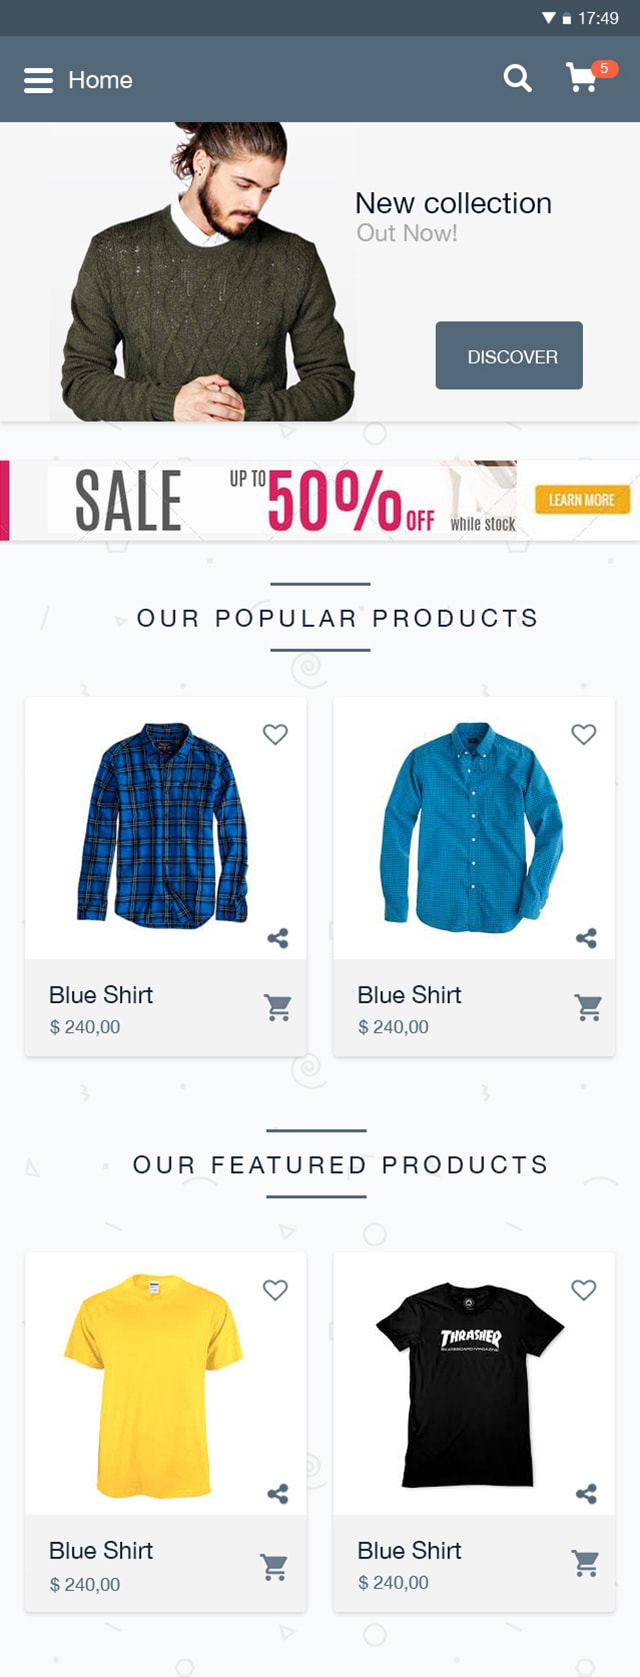 17:49
Home
5
New collection
Out Now!
DISCOVER
SALE UP TO 50% OFF while stock
LEARN MORE
OUR POPULAR PRODUCTS
Blue Shirt
$ 240,00
Blue Shirt
$ 240,00
OUR FEATURED PRODUCTS
THRASHER
SKATEBOARD MAGAZINE
Blue Shirt
$ 240,00
Blue Shirt
$ 240,00